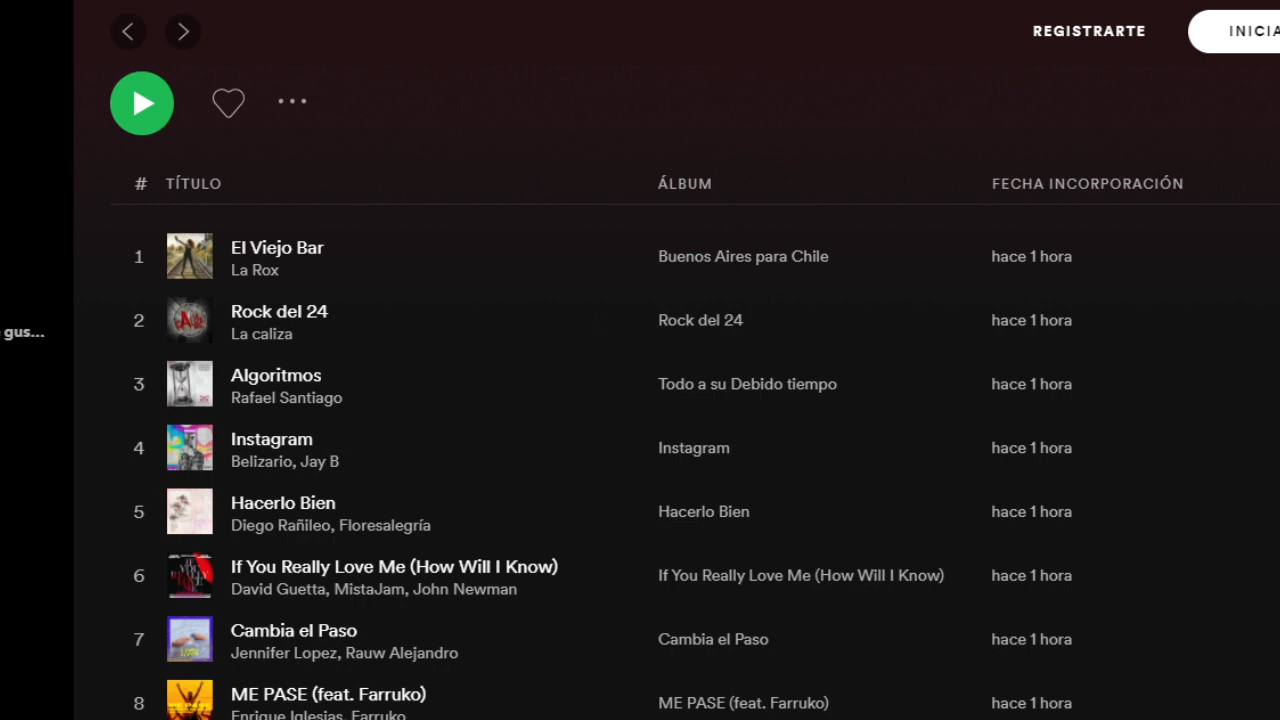 REGISTRARTE
INICIA
# TÍTULO ÁLBUM FECHA INCORPORACIÓN
1 El Viejo Bar Buenos Aires para Chile hace 1 hora
La Rox
2 Rock del 24 Rock del 24 hace 1 hora
La caliza
gus...
3 Algoritmos Todo a su Debido tiempo hace 1 hora
Rafael Santiago
4 Instagram Instagram hace 1 hora
Belizario, Jay B
5 Hacerlo Bien Hacerlo Bien hace 1 hora
Diego Rañileo, Floresalegría
6 If You Really Love Me (How Will I Know) If You Really Love Me (How Will I Know) hace 1 hora
David Guetta, MistaJam, John Newman
7 Cambia el Paso Cambia el Paso hace 1 hora
Jennifer Lopez, Rauw Alejandro
8 ME PASE (feat. Farruko) ME PASE (feat. Farruko) hace 1 hora
Enrique Iglesias, Farruko